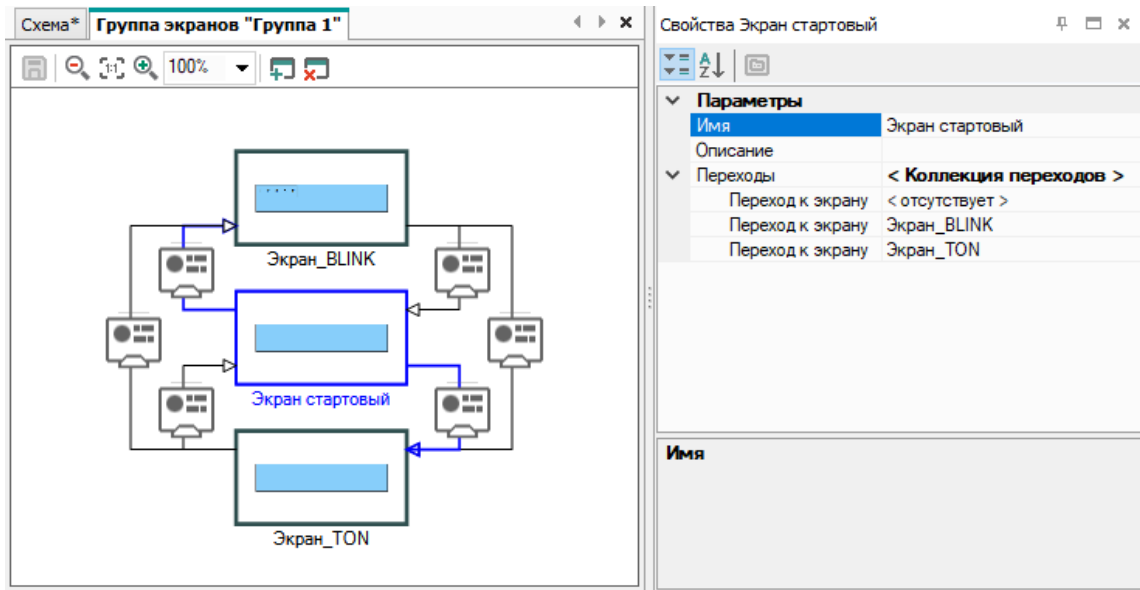 Схема*
Группа экранов "Группа 1"
100%
Экран_BLINK
Экран стартовый
Экран_TON
Свойства Экран стартовый
Параметры
Имя Экран стартовый
Описание
Переходы < Коллекция переходов >
Переход к экрану < отсутствует >
Переход к экрану Экран_BLINK
Переход к экрану Экран_TON
Имя